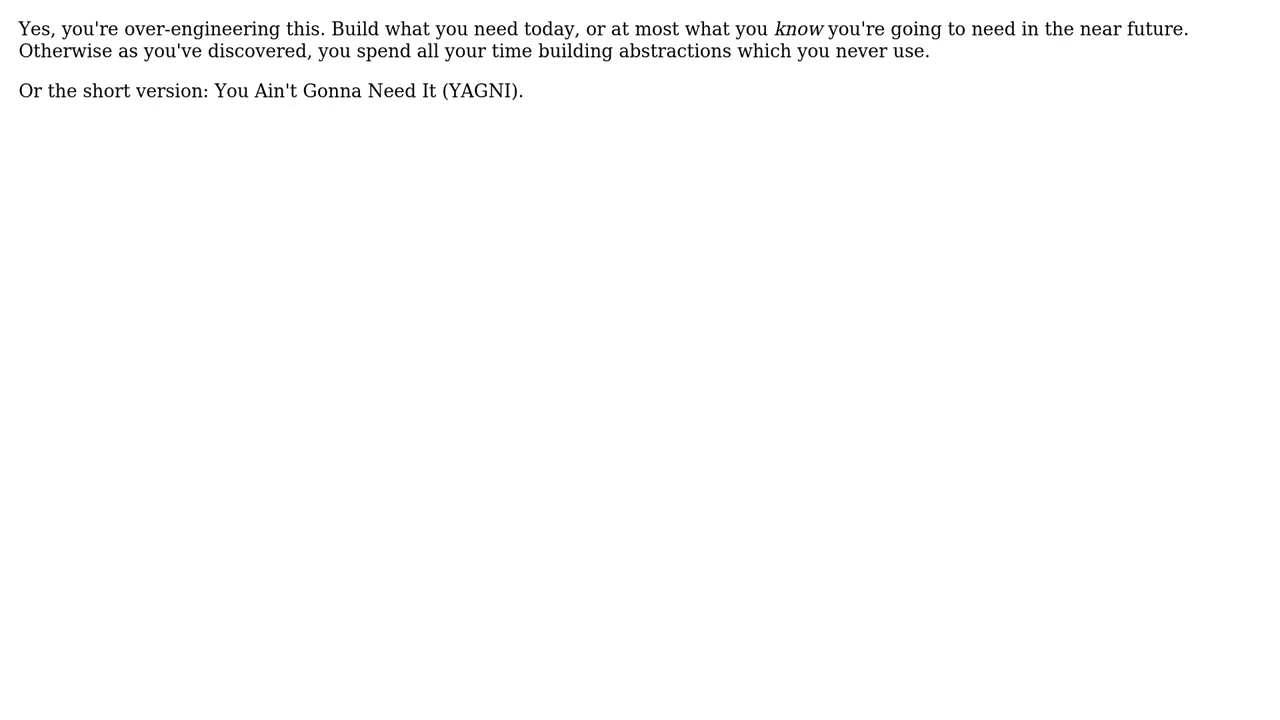 Yes, you're over-engineering this. Build what you need today, or at most what you know you're going to need in the near future.
Otherwise as you've discovered, you spend all your time building abstractions which you never use.
Or the short version: You Ain't Gonna Need It (YAGNI).